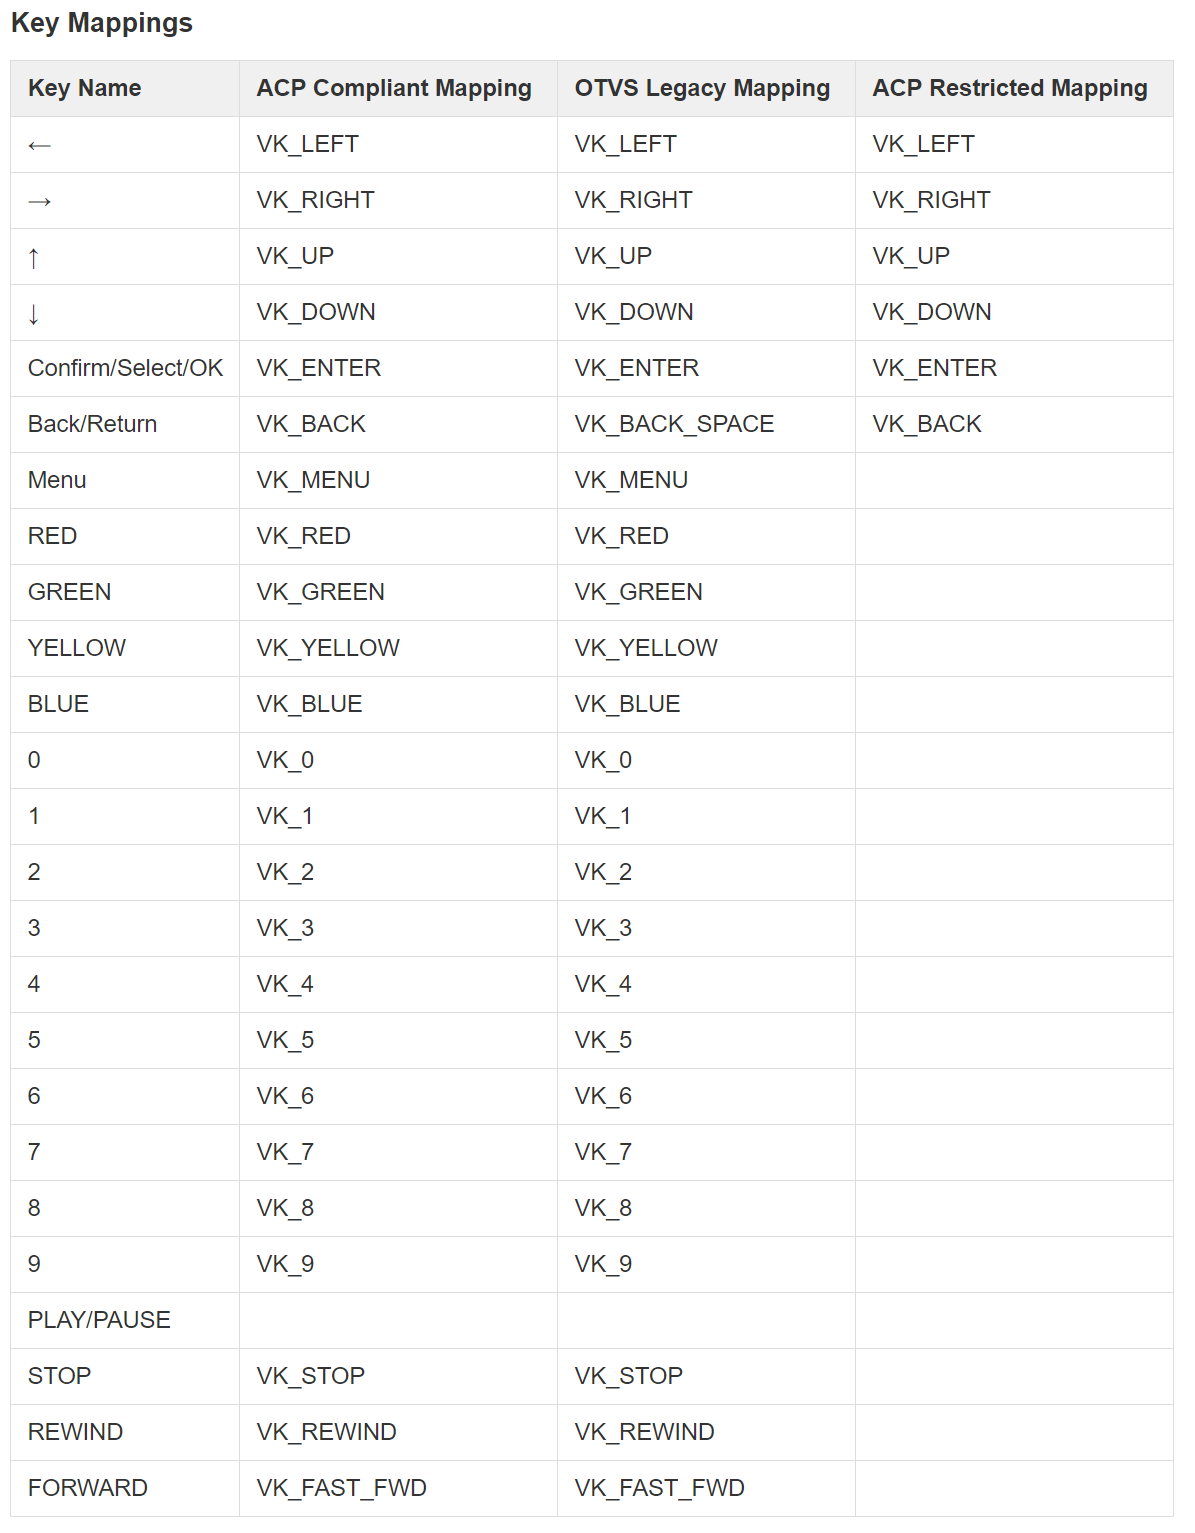 Key Mappings
Key Name ACP Compliant Mapping OTVS Legacy Mapping ACP Restricted Mapping
← VK_LEFT VK_LEFT VK_LEFT
→ VK_RIGHT VK_RIGHT VK_RIGHT
↑ VK_UP VK_UP VK_UP
↓ VK_DOWN VK_DOWN VK_DOWN
Confirm/Select/OK VK_ENTER VK_ENTER VK_ENTER
Back/Return VK_BACK VK_BACK_SPACE VK_BACK
Menu VK_MENU VK_MENU
RED VK_RED VK_RED
GREEN VK_GREEN VK_GREEN
YELLOW VK_YELLOW VK_YELLOW
BLUE VK_BLUE VK_BLUE
0 VK_0 VK_0
1 VK_1 VK_1
2 VK_2 VK_2
3 VK_3 VK_3
4 VK_4 VK_4
5 VK_5 VK_5
6 VK_6 VK_6
7 VK_7 VK_7
8 VK_8 VK_8
9 VK_9 VK_9
PLAY/PAUSE
STOP VK_STOP VK_STOP
REWIND VK_REWIND VK_REWIND
FORWARD VK_FAST_FWD VK_FAST_FWD